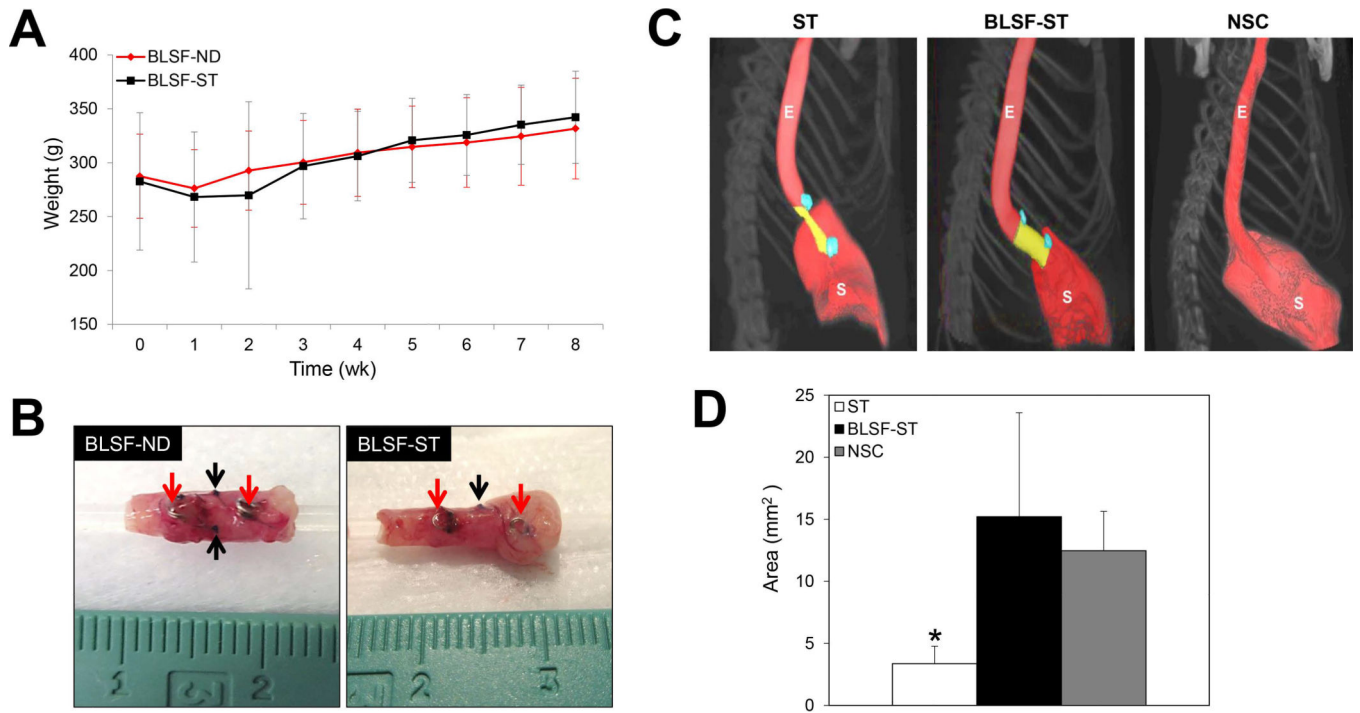 A
BLSF-ND
BLSF-ST
Weight (g)
400
350
300
250
200
150
0 1 2 3 4 5 6 7 8
Time (wk)
B
BLSF-ND
BLSF-ST
1 2
2 3
C
ST BLSF-ST NSC
E E E
S S S
D
ST
BLSF-ST
NSC
Area (mm²)
25
20
15
10
5
0
*